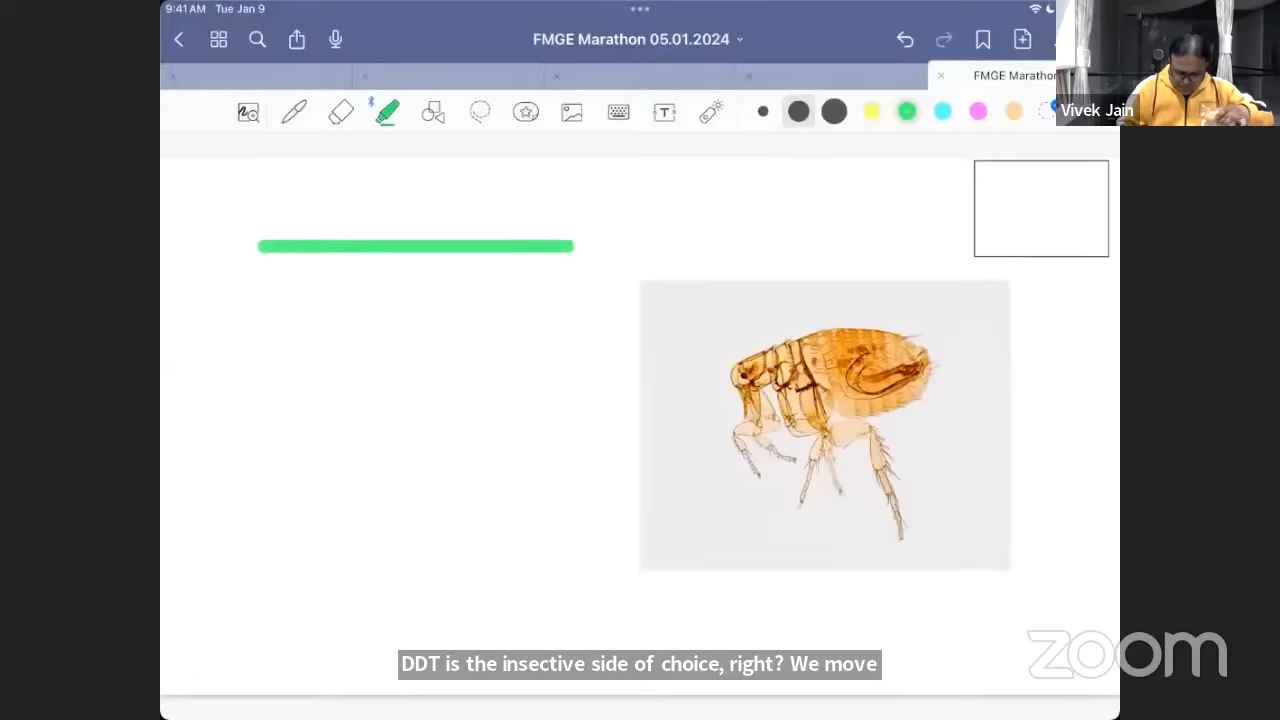 9:41 AM Tue Jan 9
FMGE Marathon 05.01.2024
FMGE Marathon
T
Vivek Jain
DDT is the insective side of choice, right? We move
zoom